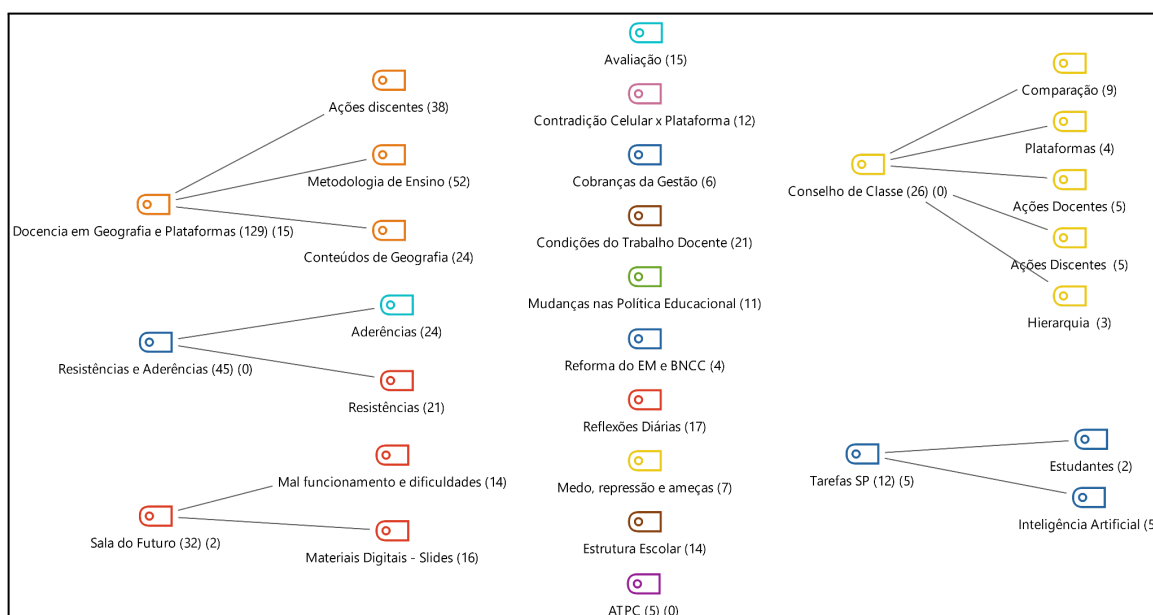 Ações discentes (38)
Metodologia de Ensino (52)
Docencia em Geografia e Plataformas (129) (15)
Conteúdos de Geografia (24)
Aderências (24)
Resistências e Aderências (45) (0)
Resistências (21)
Mal funcionamento e dificuldades (14)
Sala do Futuro (32) (2)
Materiais Digitais - Slides (16)
Avaliação (15)
Contradição Celular x Plataforma (12)
Cobranças da Gestão (6)
Condições do Trabalho Docente (21)
Mudanças nas Política Educacional (11)
Reforma do EM e BNCC (4)
Reflexões Diárias (17)
Medo, repressão e ameças (7)
Estrutura Escolar (14)
ATPC (5) (0)
Comparação (9)
Plataformas (4)
Conselho de Classe (26) (0)
Ações Docentes (5)
Ações Discentes (5)
Hierarquia (3)
Estudantes (2)
Tarefas SP (12) (5)
Inteligência Artificial (5